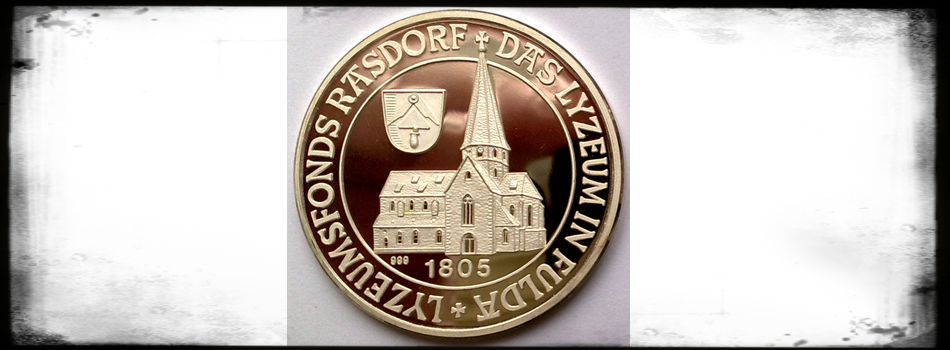 LYZEUMSFONDS RASDORF ✣ DAS LYZEUM IN FULDA ✣
999
1805